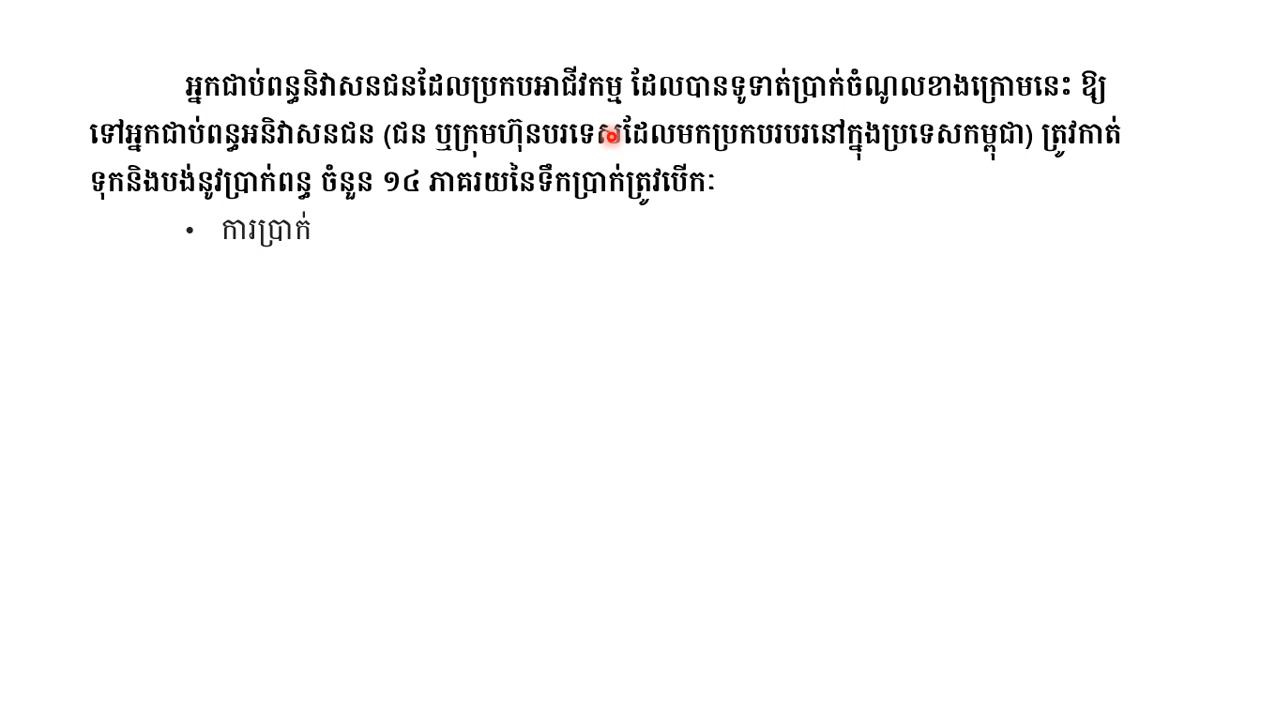 អ្នកជាប់ពន្ធនិវាសនជនដែលប្រកបអាជីវកម្ម ដែលបានទូទាត់ប្រាក់ចំណូលខាងក្រោមនេះ ឱ្យ
ទៅអ្នកជាប់ពន្ធអនិវាសនជន (ជន ឬក្រុមហ៊ុនបរទេសដែលមកប្រកបរបរនៅក្នុងប្រទេសកម្ពុជា) ត្រូវកាត់
ទុកនិងបង់នូវប្រាក់ពន្ធ ចំនួន ១៤ ភាគរយនៃទឹកប្រាក់ត្រូវបើកៈ
• ការប្រាក់